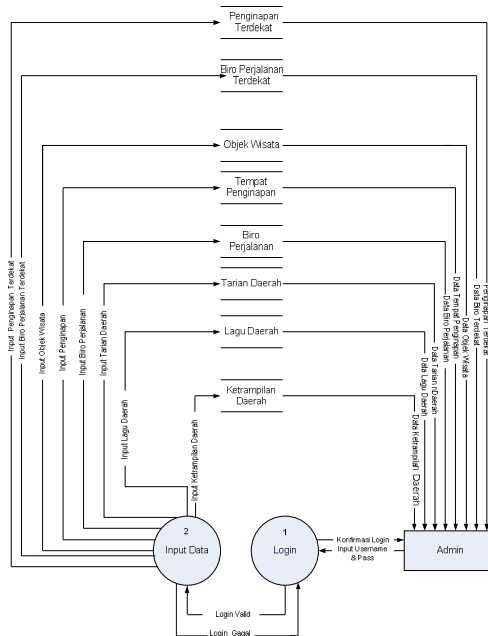 Penginapan
Terdekat
Biro Perjalanan
Terdekat
Objek Wisata
Tempat
Penginapan
Biro
Perjalanan
Tarian Daerah
Lagu Daerah
Ketrampilan
Daerah
Input Penginapan Terdekat
Input Biro Perjalanan Terdekat
Input Objek Wisata
Input Penginapan
Input Biro Perjalanan
Input Tarian Daerah
Input Lagu Daerah
Input Ketrampilan Daerah
Data Ketrampilan Daerah
Data Lagu Daerah
Data Tarian nDaerah
Data Biro Perjalanan
Data Tempat Penginapan
Data Objek Wisata
Data Biro Terdekat
Penginapan Terdekat
2
Input Data
1
Login
Konfirmasi Login
Input Username
& Pass
Admin
Login Valid
Login Gagal